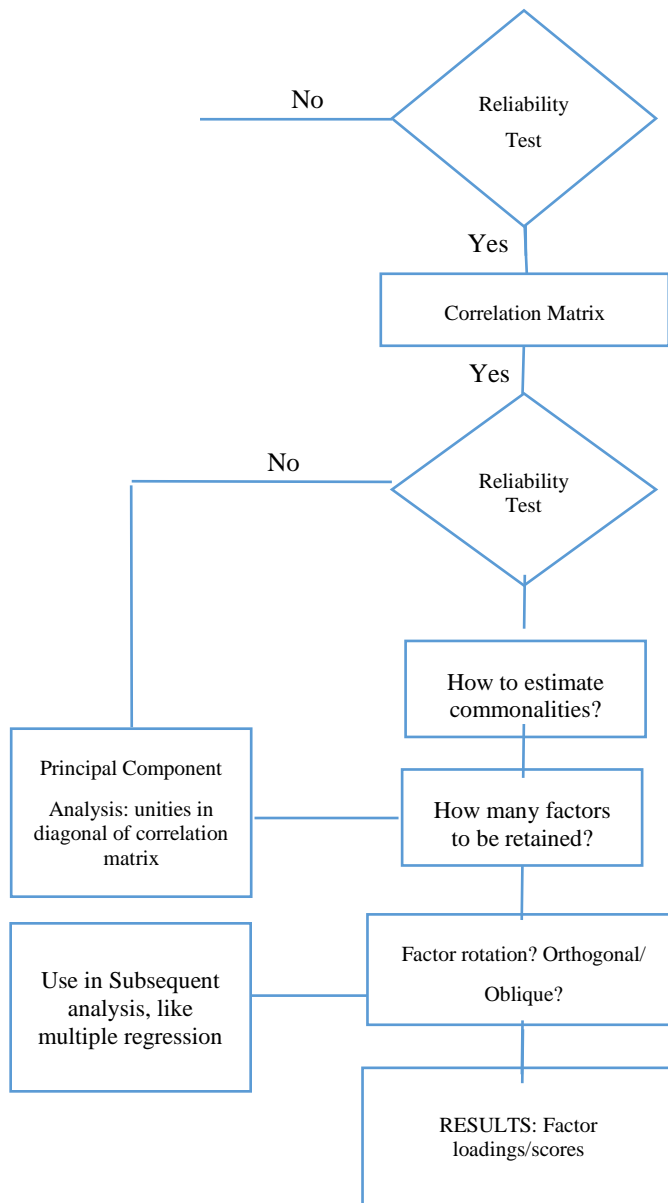 No
Reliability
Test
Yes
Correlation Matrix
Yes
No
Reliability
Test
How to estimate
commonalities?
Principal Component
Analysis: unities in
diagonal of correlation
matrix
How many factors
to be retained?
Use in Subsequent
analysis, like
multiple regression
Factor rotation? Orthogonal/
Oblique?
RESULTS: Factor
loadings/scores